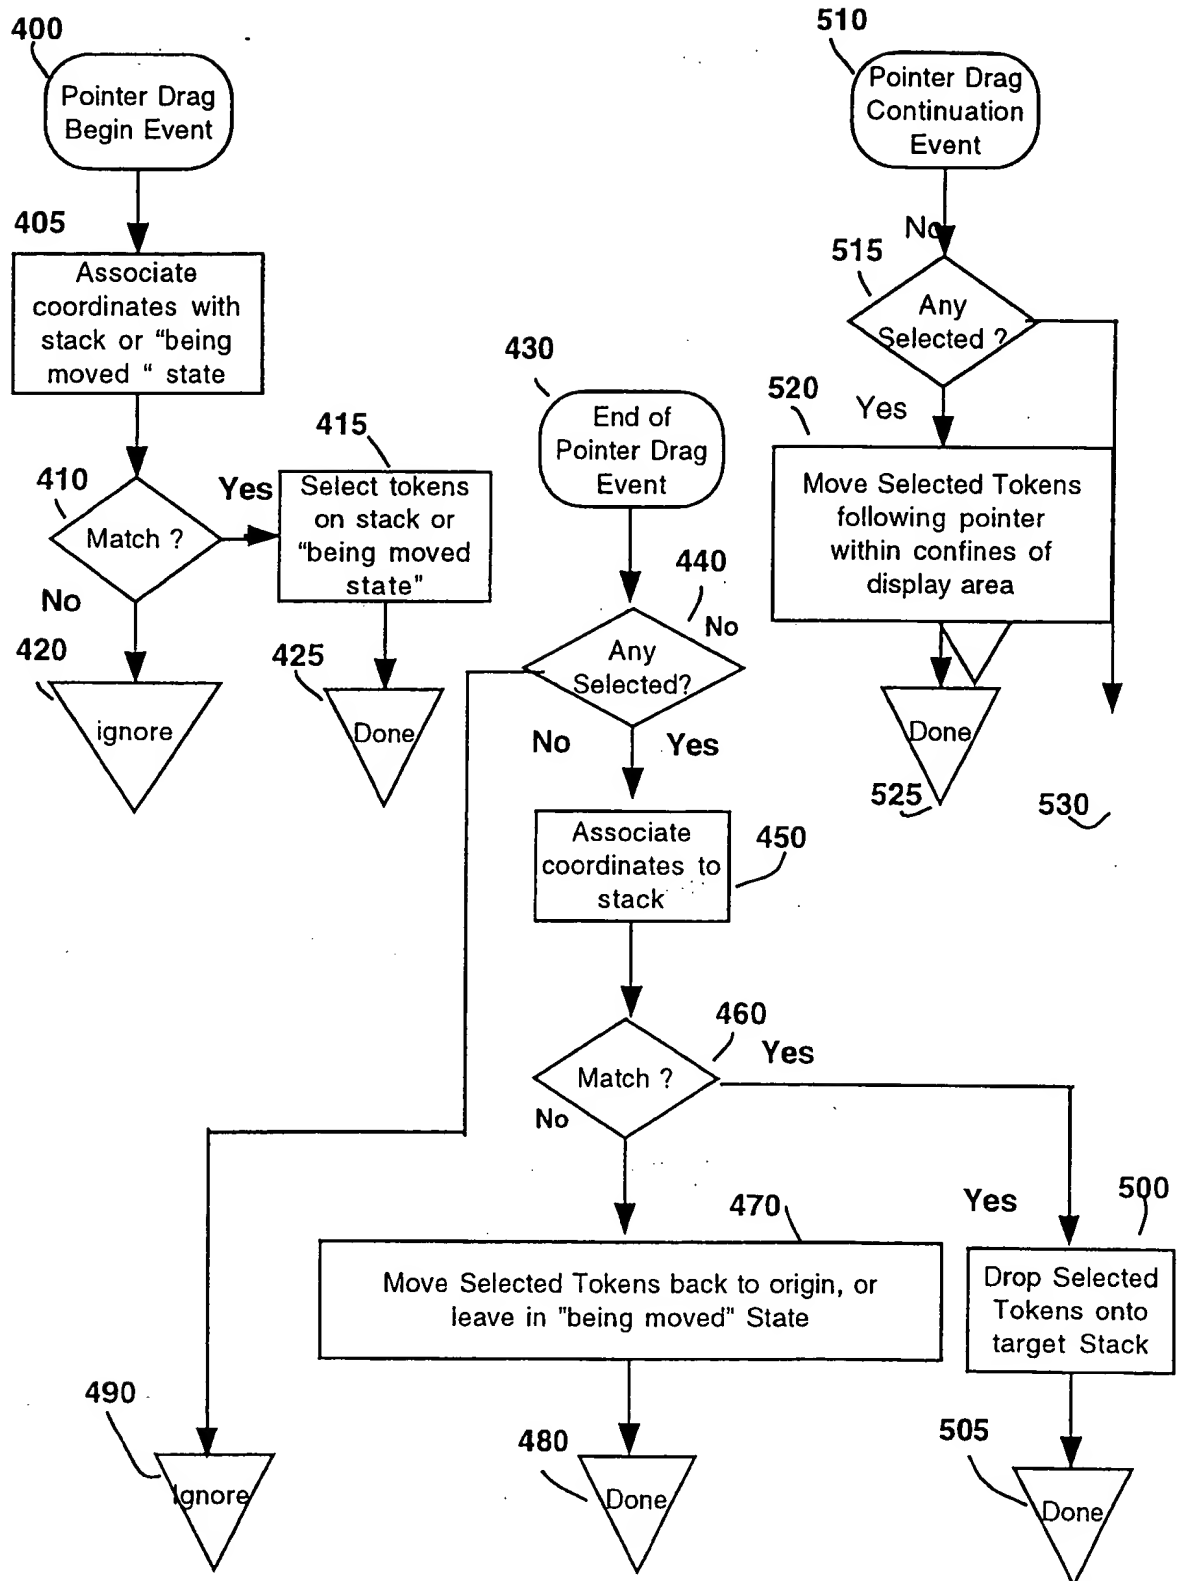 400
Pointer Drag
Begin Event
405
Associate
coordinates with
stack or “being
moved “ state
410
Match ?
Yes
No
415
Select tokens
on stack or
“being moved
state"
420
ignore
425
Done
430
End of
Pointer Drag
Event
440
No
Any
Selected?
No
Yes
Associate
coordinates to
stack
450
460
Match ?
Yes
No
470
Move Selected Tokens back to origin, or
leave in "being moved" State
Yes
500
Drop Selected
Tokens onto
target Stack
490
Ignore
480
Done
505
Done
510
Pointer Drag
Continuation
Event
No
515
Any
Selected ?
Yes
520
Move Selected Tokens
following pointer
within confines of
display area
Done
525
530